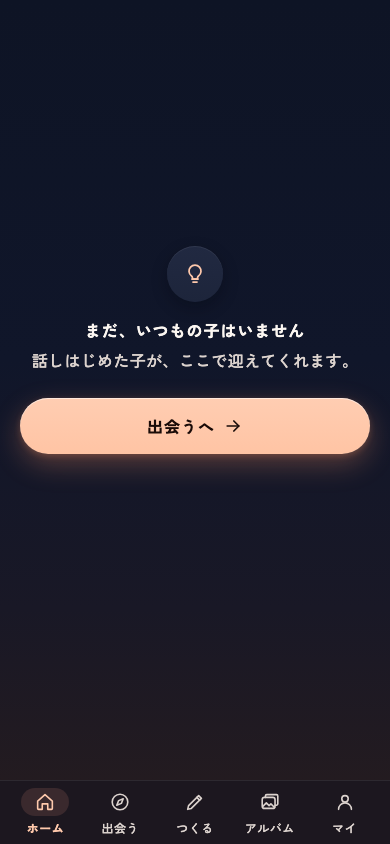 まだ、いつもの子はいません
話しはじめた子が、ここで迎えてくれます。
出会うへ →
ホーム
出会う
つくる
アルバム
マイ